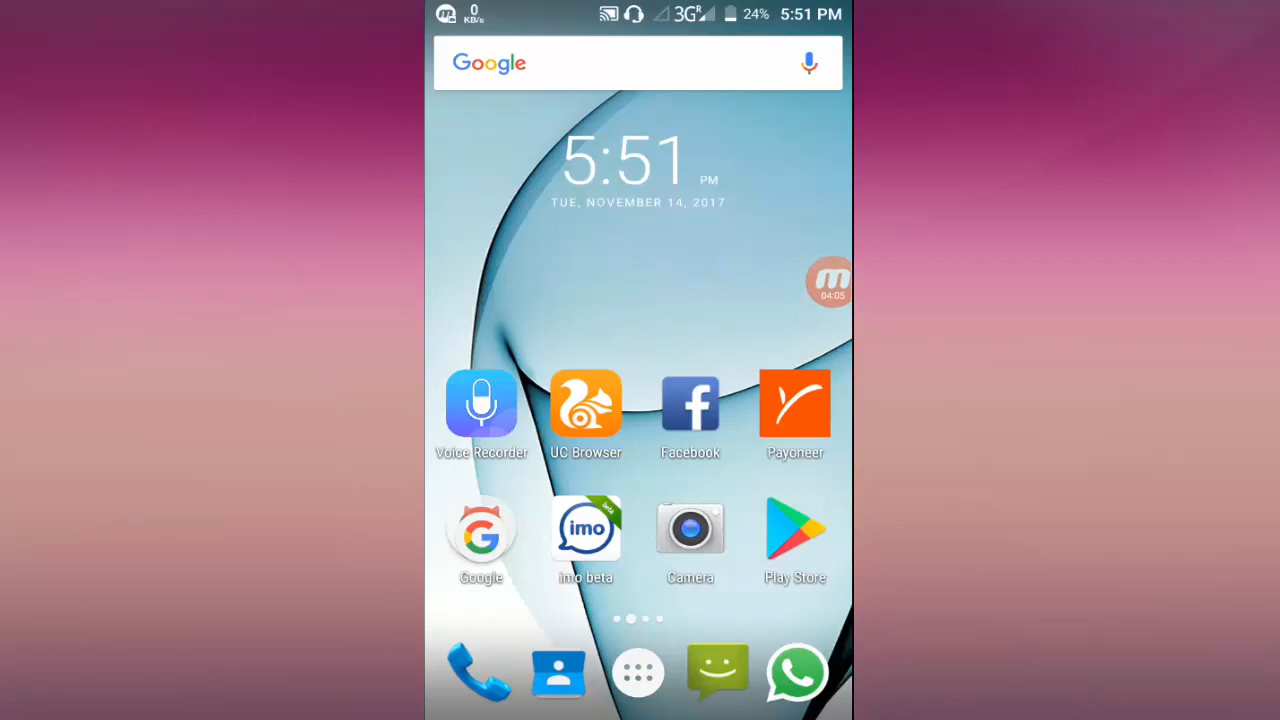 0
KB/s
3G R
24%
5:51 PM
Google
5:51 PM
TUE, NOVEMBER 14, 2017
04:05
Voice Recorder
UC Browser
Facebook
Payoneer
beta
imo
Google
imo beta
Camera
Play Store